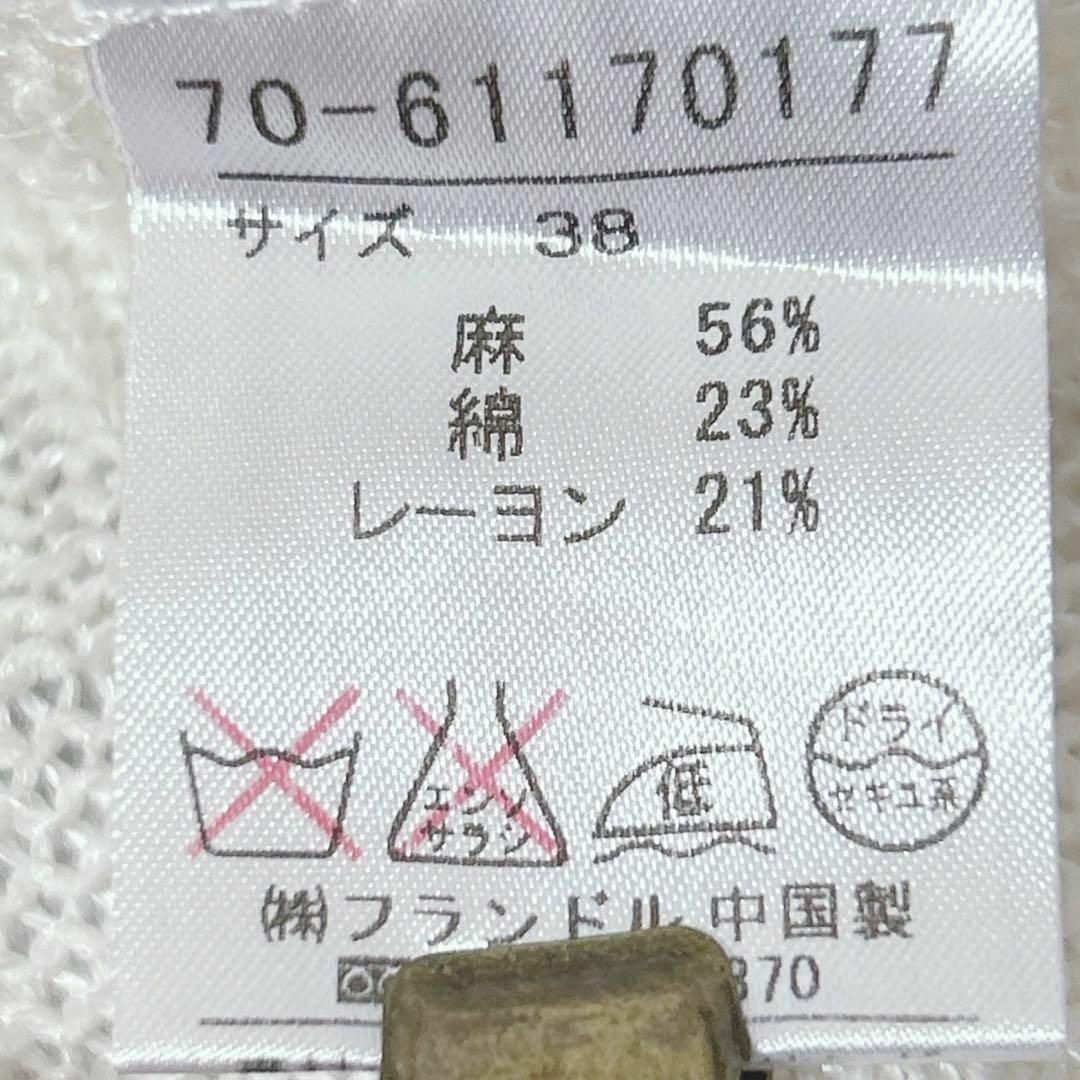 70-61170177
サイズ 38
麻 56%
綿 23%
レーヨン 21%
エンソ
サラシ
低
ドライ
セキユ系
㈱フランドル 中国製
370